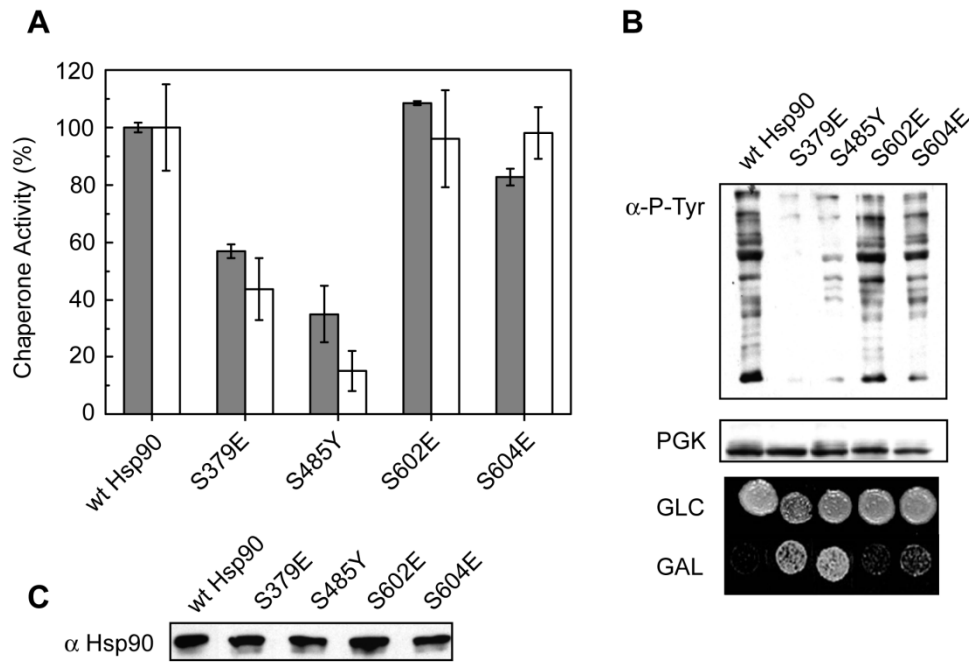 A
Chaperone Activity (%)
120
100
80
60
40
20
0
wt Hsp90
S379E
S485Y
S602E
S604E
B
wt Hsp90
S379E
S485Y
S602E
S604E
α-P-Tyr
PGK
GLC
GAL
C
wt Hsp90
S379E
S485Y
S602E
S604E
α Hsp90